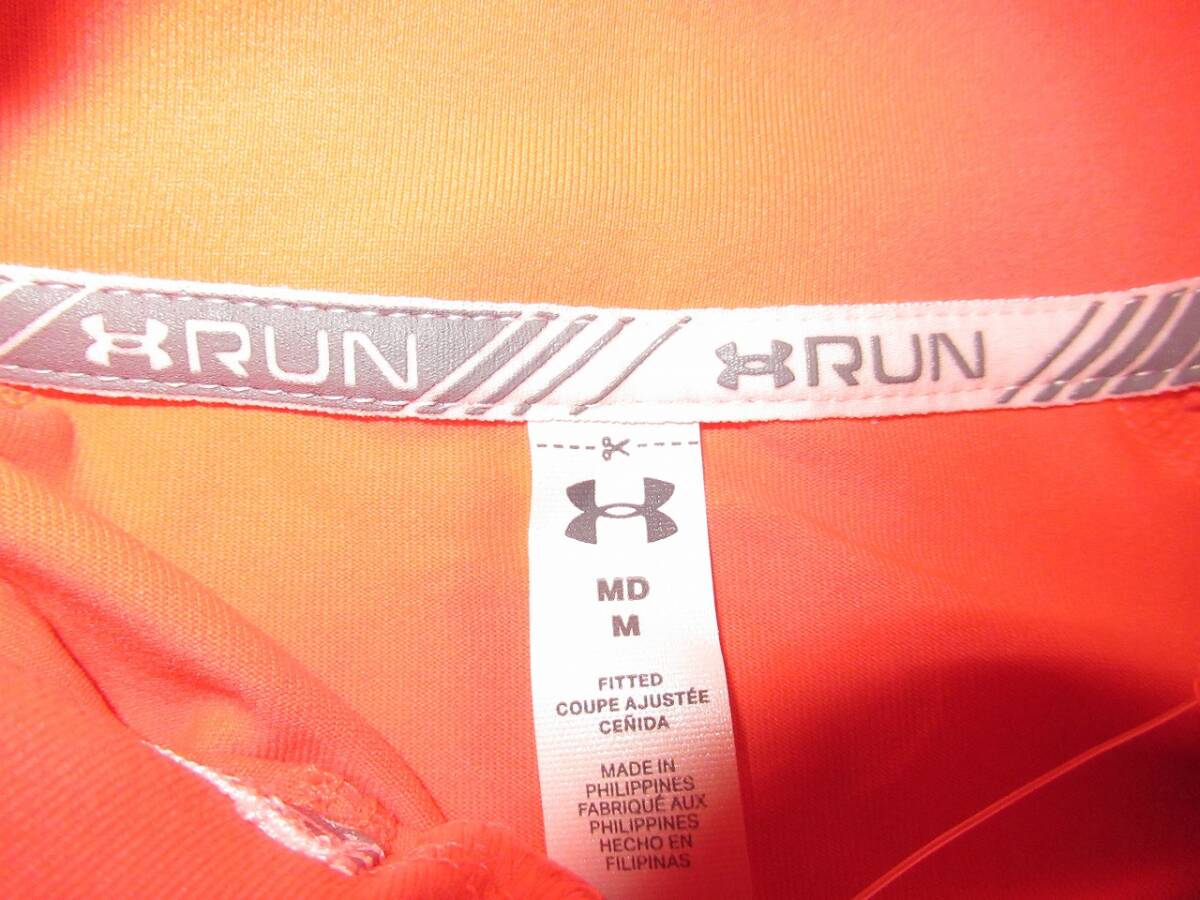 RUN RUN
MD
M
FITTED
COUPE AJUSTÉE
CEÑIDA
MADE IN
PHILIPPINES
FABRIQUÉ AUX
PHILIPPINES
HECHO EN
FILIPINAS